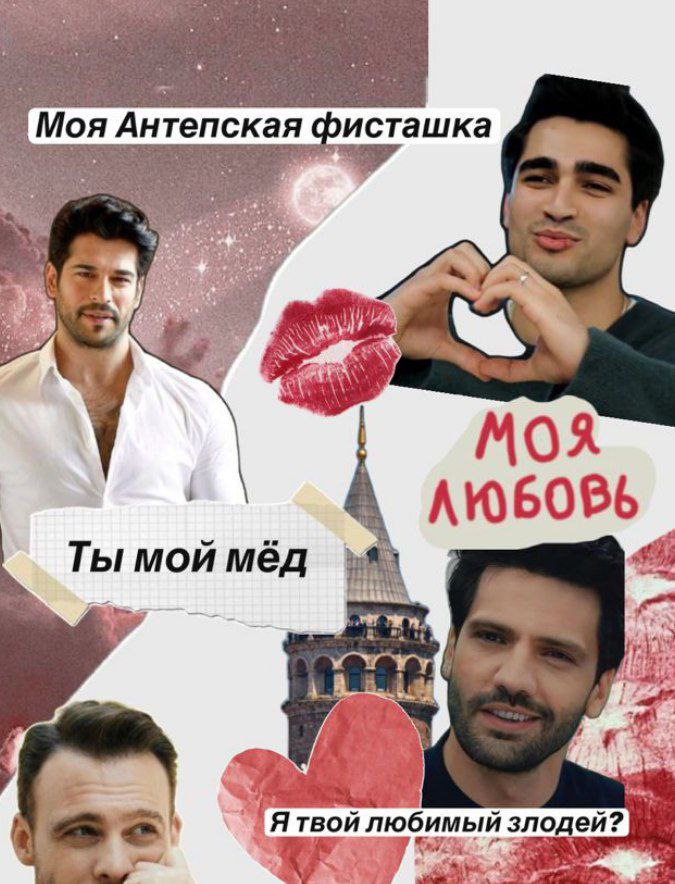 Моя Антепская фисташка
МОЯ
ЛЮБОВЬ
Ты мой мёд
Я твой любимый злодей?